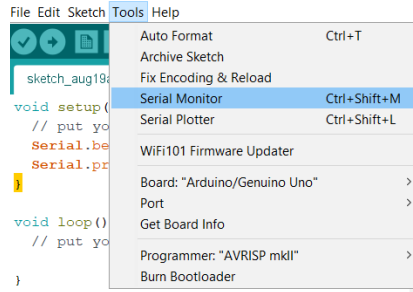 File Edit Sketch Tools Help
Auto Format Ctrl+T
Archive Sketch
Fix Encoding & Reload
Serial Monitor Ctrl+Shift+M
Serial Plotter Ctrl+Shift+L
WiFi101 Firmware Updater
Board: "Arduino/Genuino Uno"
Port
Get Board Info
Programmer: "AVRISP mkII"
Burn Bootloader
sketch_aug19a
void setup(
// put yo
Serial.be
Serial.pr
}
void loop()
// put yo
}